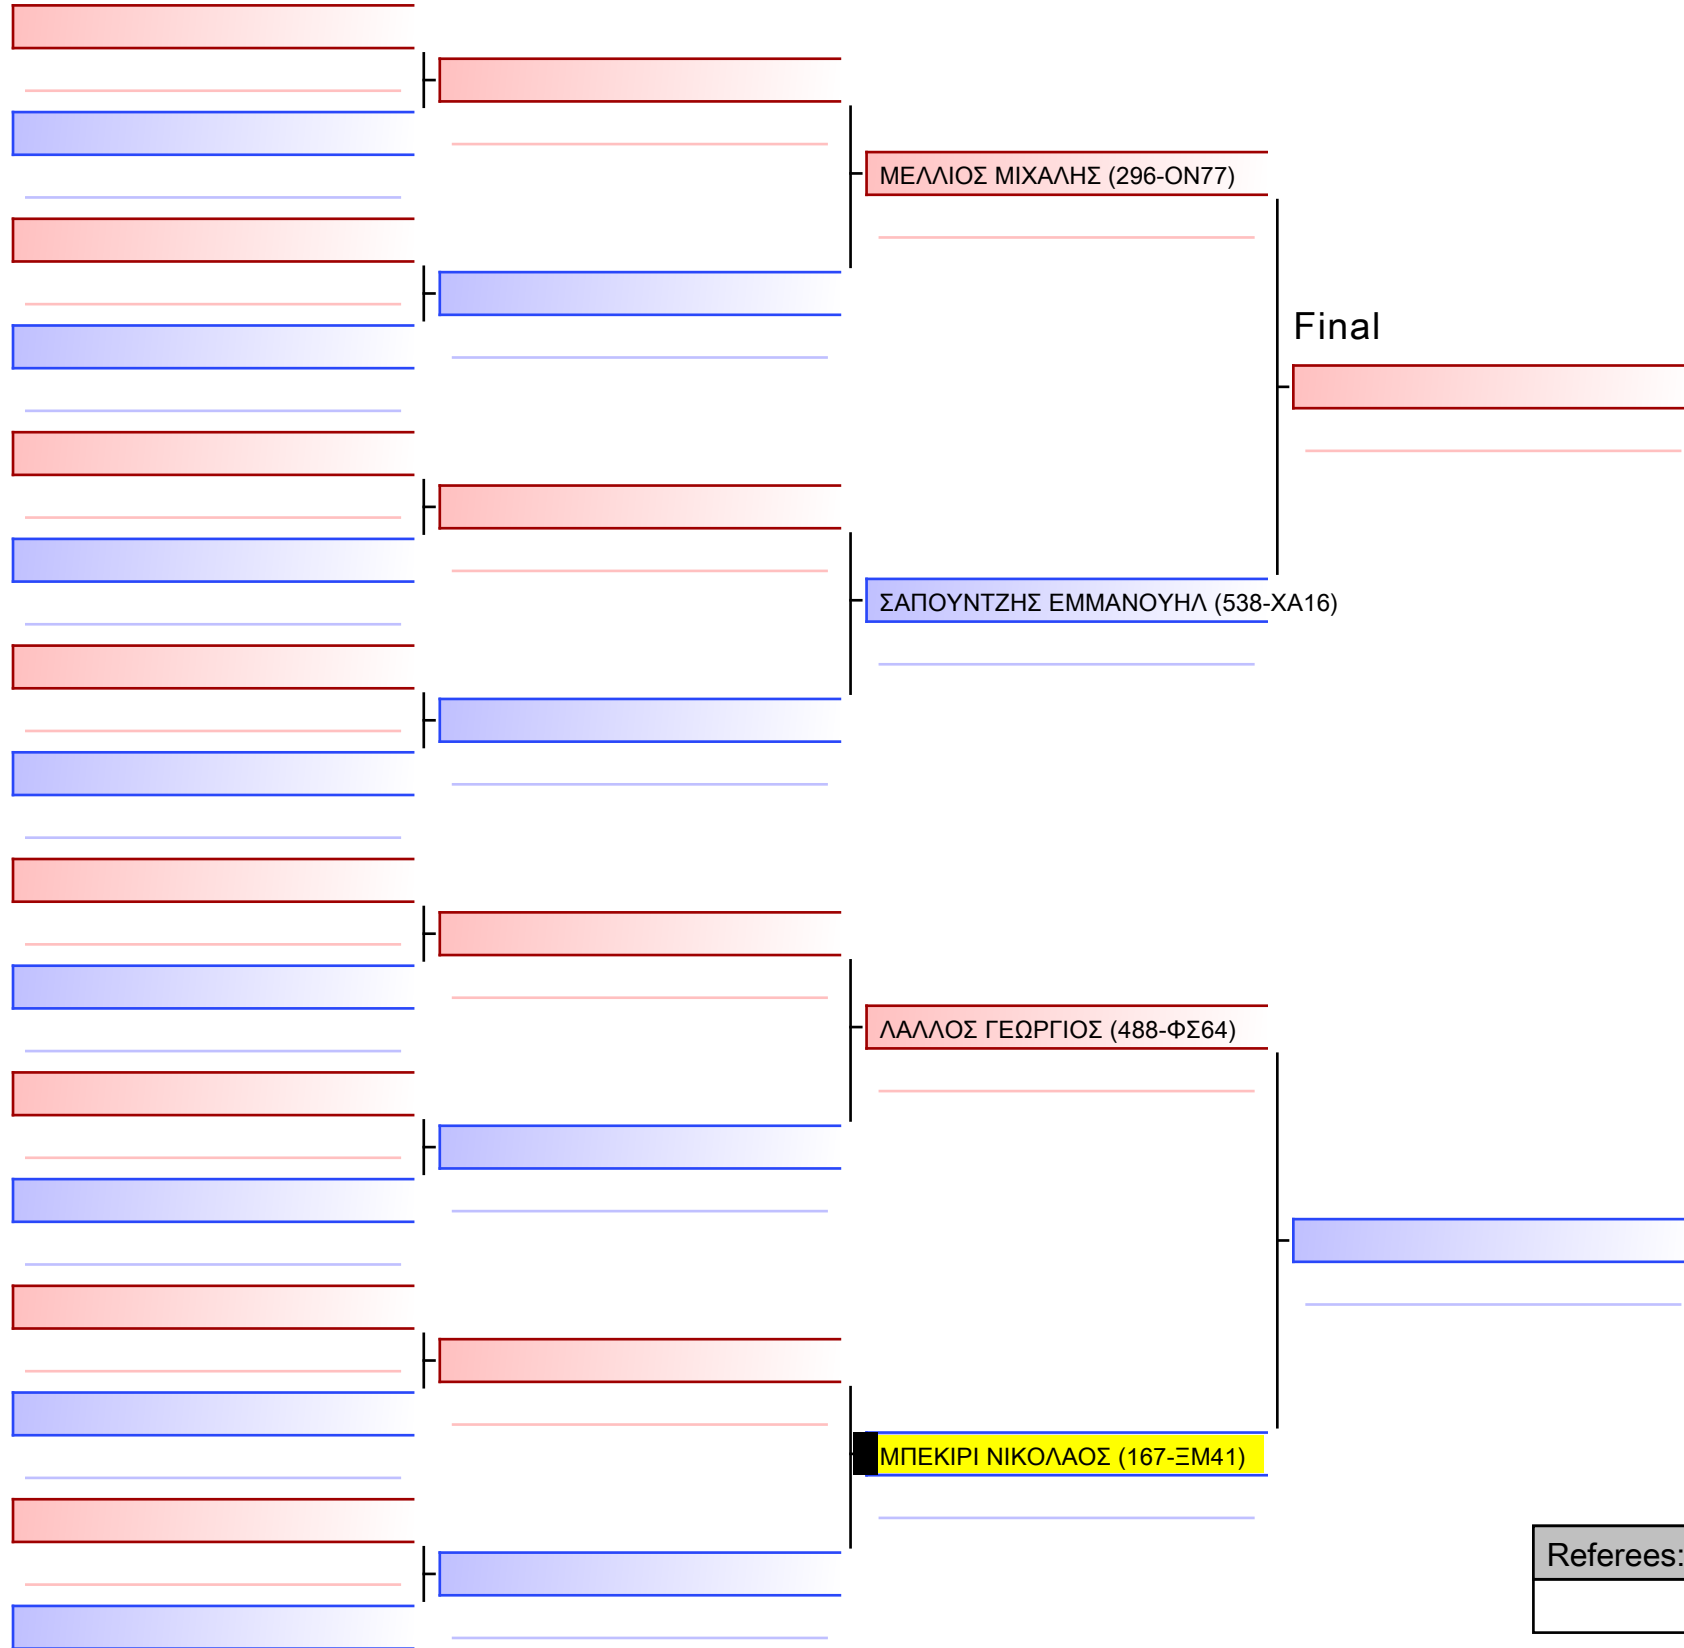 ΜΕΛΛΙΟΣ ΜΙΧΑΛΗΣ (296-ΟΝ77)
Final
ΣΑΠΟΥΝΤΖΗΣ ΕΜΜΑΝΟΥΗΛ (538-ΧΑ16)
ΛΑΛΛΟΣ ΓΕΩΡΓΙΟΣ (488-ΦΣ64)
ΜΠΕΚΙΡΙ ΝΙΚΟΛΑΟΣ (167-ΞΜ41)
Referees: